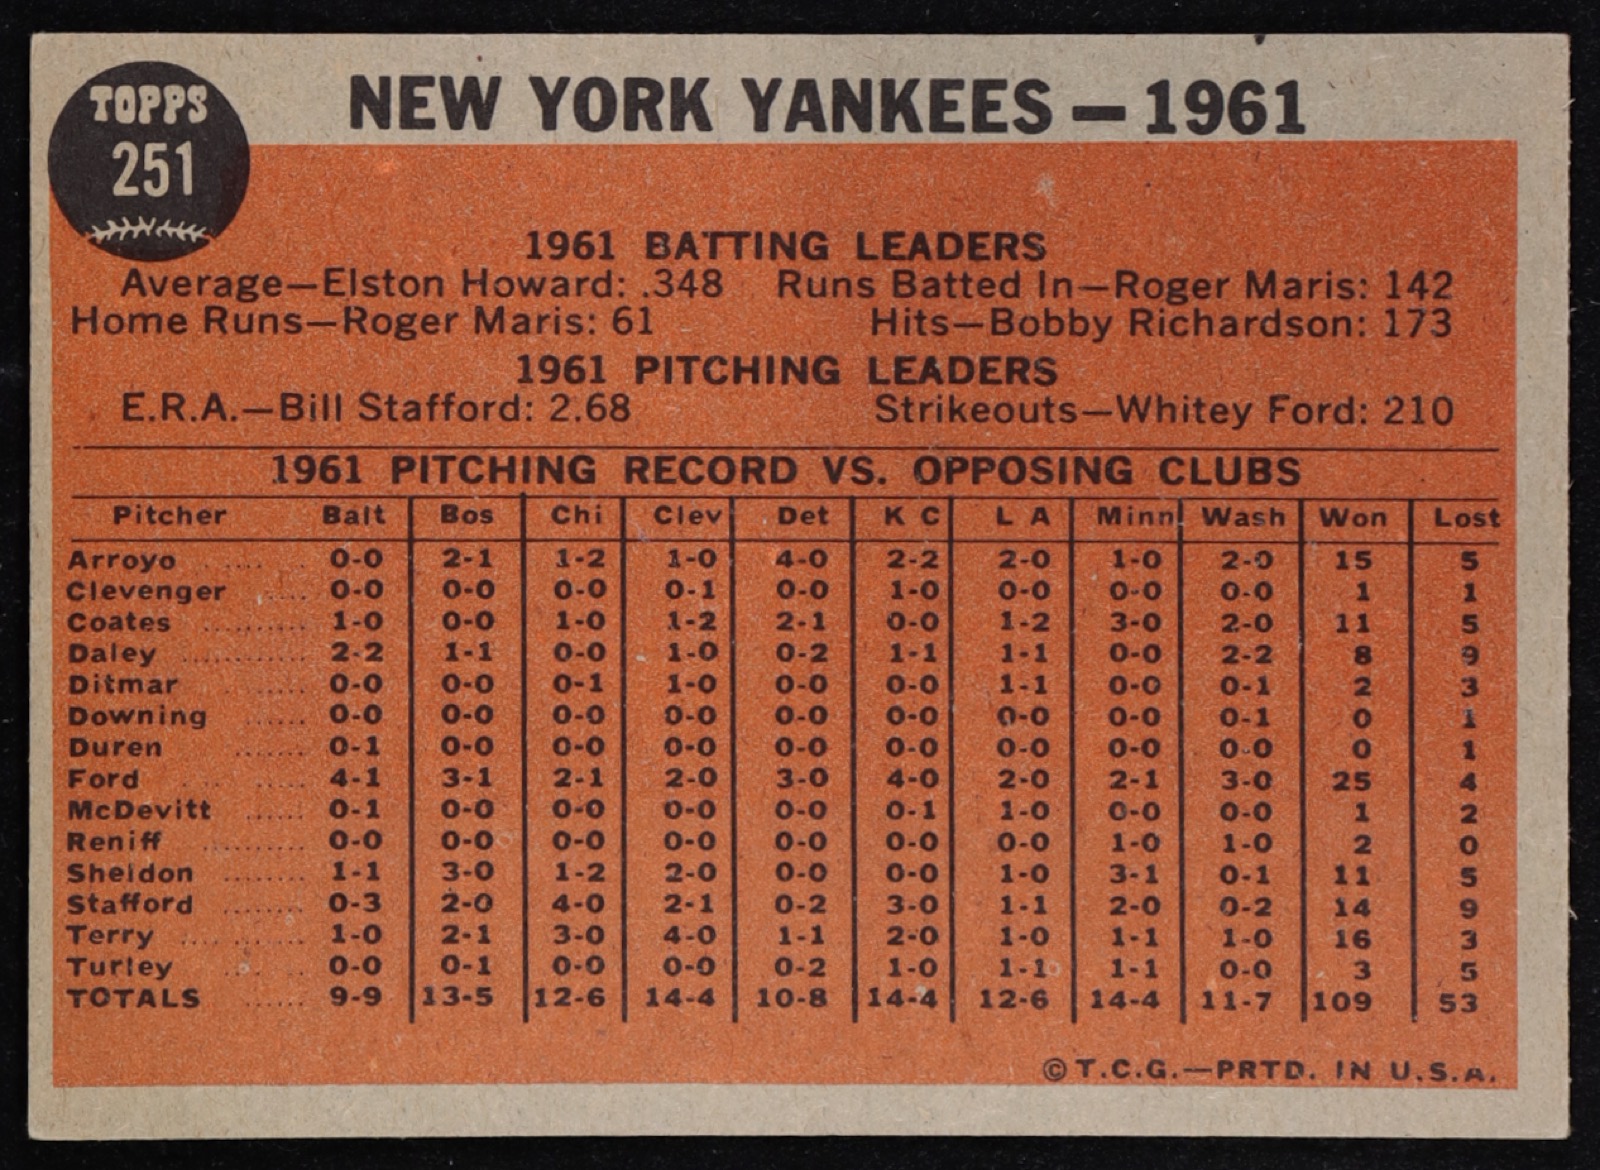 TOPPS
251
NEW YORK YANKEES — 1961
1961 BATTING LEADERS
Average—Elston Howard: .348 Runs Batted In—Roger Maris: 142
Home Runs—Roger Maris: 61 Hits—Bobby Richardson: 173
1961 PITCHING LEADERS
E.R.A.—Bill Stafford: 2.68 Strikeouts—Whitey Ford: 210
1961 PITCHING RECORD VS. OPPOSING CLUBS
Pitcher Balt Bos Chi Clev Det K C L A Minn Wash Won Lost
Arroyo 0-0 2-1 1-2 1-0 4-0 2-2 2-0 1-0 2-0 15 5
Clevenger 0-0 0-0 0-0 0-1 0-0 1-0 0-0 0-0 0-0 1 1
Coates 1-0 0-0 1-0 1-2 2-1 0-0 1-2 3-0 2-0 11 5
Daley 2-2 1-1 0-0 1-0 0-2 1-1 1-1 0-0 2-2 8 9
Ditmar 0-0 0-0 0-1 1-0 0-0 0-0 1-1 0-0 0-1 2 3
Downing 0-0 0-0 0-0 0-0 0-0 0-0 0-0 0-0 0-1 0 1
Duren 0-1 0-0 0-0 0-0 0-0 0-0 0-0 0-0 0-0 0 1
Ford 4-1 3-1 2-1 2-0 3-0 4-0 2-0 2-1 3-0 25 4
McDevitt 0-1 0-0 0-0 0-0 0-0 0-1 1-0 0-0 0-0 1 2
Reniff 0-0 0-0 0-0 0-0 0-0 0-0 0-0 1-0 1-0 2 0
Sheldon 1-1 3-0 1-2 2-0 0-0 0-0 1-0 3-1 0-1 11 5
Stafford 0-3 2-0 4-0 2-1 0-2 3-0 1-1 2-0 0-2 14 9
Terry 1-0 2-1 3-0 4-0 1-1 2-0 1-0 1-1 1-0 16 3
Turley 0-0 0-1 0-0 0-0 0-2 1-0 1-1 1-1 0-0 3 5
TOTALS 9-9 13-5 12-6 14-4 10-8 14-4 12-6 14-4 11-7 109 53
© T.C.G.—PRTD. IN U.S.A.